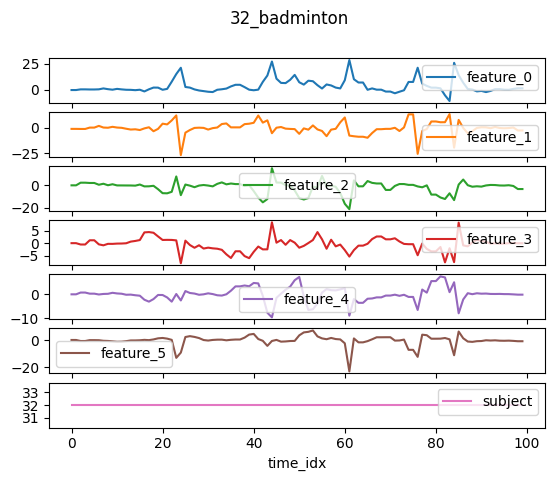 32_badminton
25
0
feature_0
0
−25
feature_1
0
−20
feature_2
5
0
−5
feature_3
0
−10
feature_4
0
−20
feature_5
33
32
31
subject
0 20 40 60 80 100
time_idx